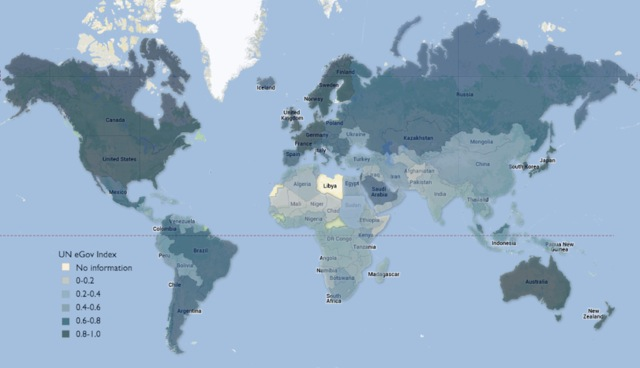 Iceland
Finland
Sweden
Norway
Russia
United
Kingdom
Poland
Germany
Ukraine
Kazakhstan
Mongolia
France
Italy
Spain
Turkey
Canada
United States
China
Japan
South Korea
Afghanistan
Iran
Pakistan
Algeria
Libya
Egypt
Saudi
Arabia
India
Mexico
Mali
Niger
Chad
Sudan
Thailand
Nigeria
Ethiopia
Venezuela
Colombia
Kenya
DR Congo
Indonesia
Papua New
Guinea
Tanzania
Peru
Brazil
Angola
Bolivia
Namibia
Botswana
Madagascar
Chile
South
Africa
Australia
Argentina
New
Zealand
UN eGov Index
No information
0-0.2
0.2-0.4
0.4-0.6
0.6-0.8
0.8-1.0